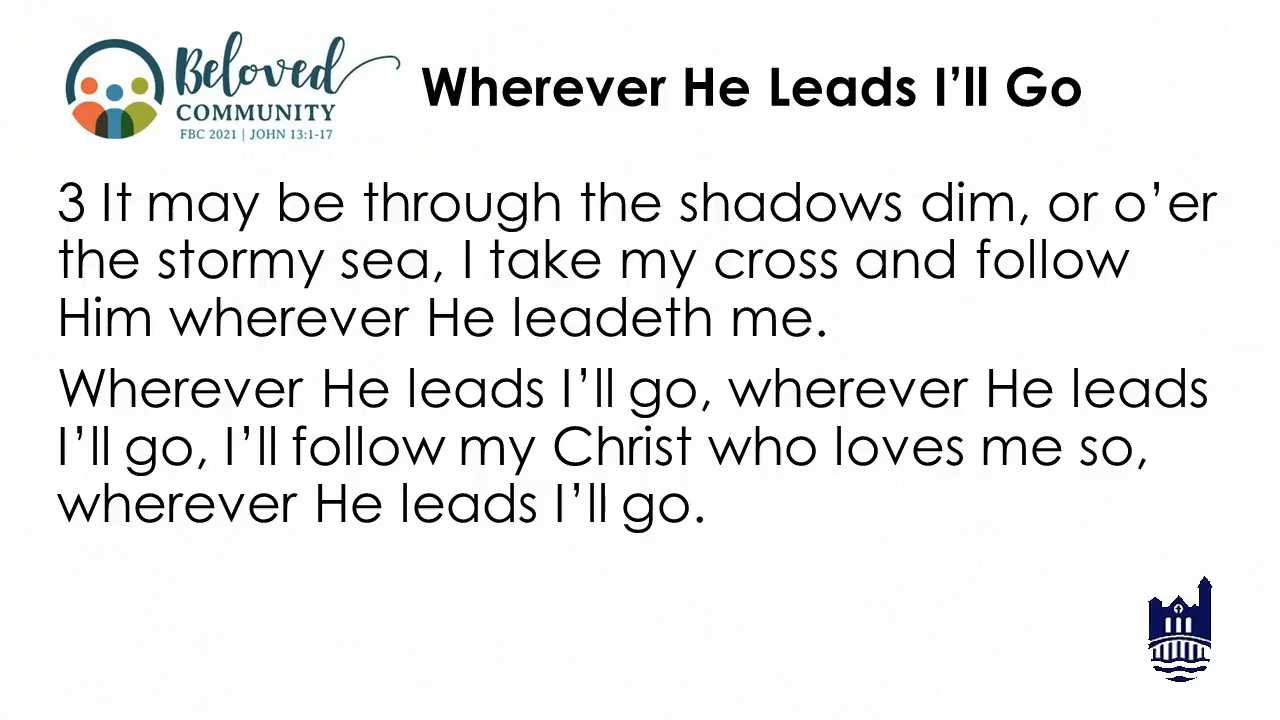 Beloved
COMMUNITY
FBC 2021 | JOHN 13:1-17
Wherever He Leads I’ll Go
3 It may be through the shadows dim, or o’er
the stormy sea, I take my cross and follow
Him wherever He leadeth me.
Wherever He leads I’ll go, wherever He leads
I’ll go, I’ll follow my Christ who loves me so,
wherever He leads I’ll go.